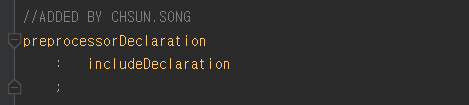 //ADDED BY CHSUN.SONG
preprocessorDeclaration
    :   includeDeclaration
    ;